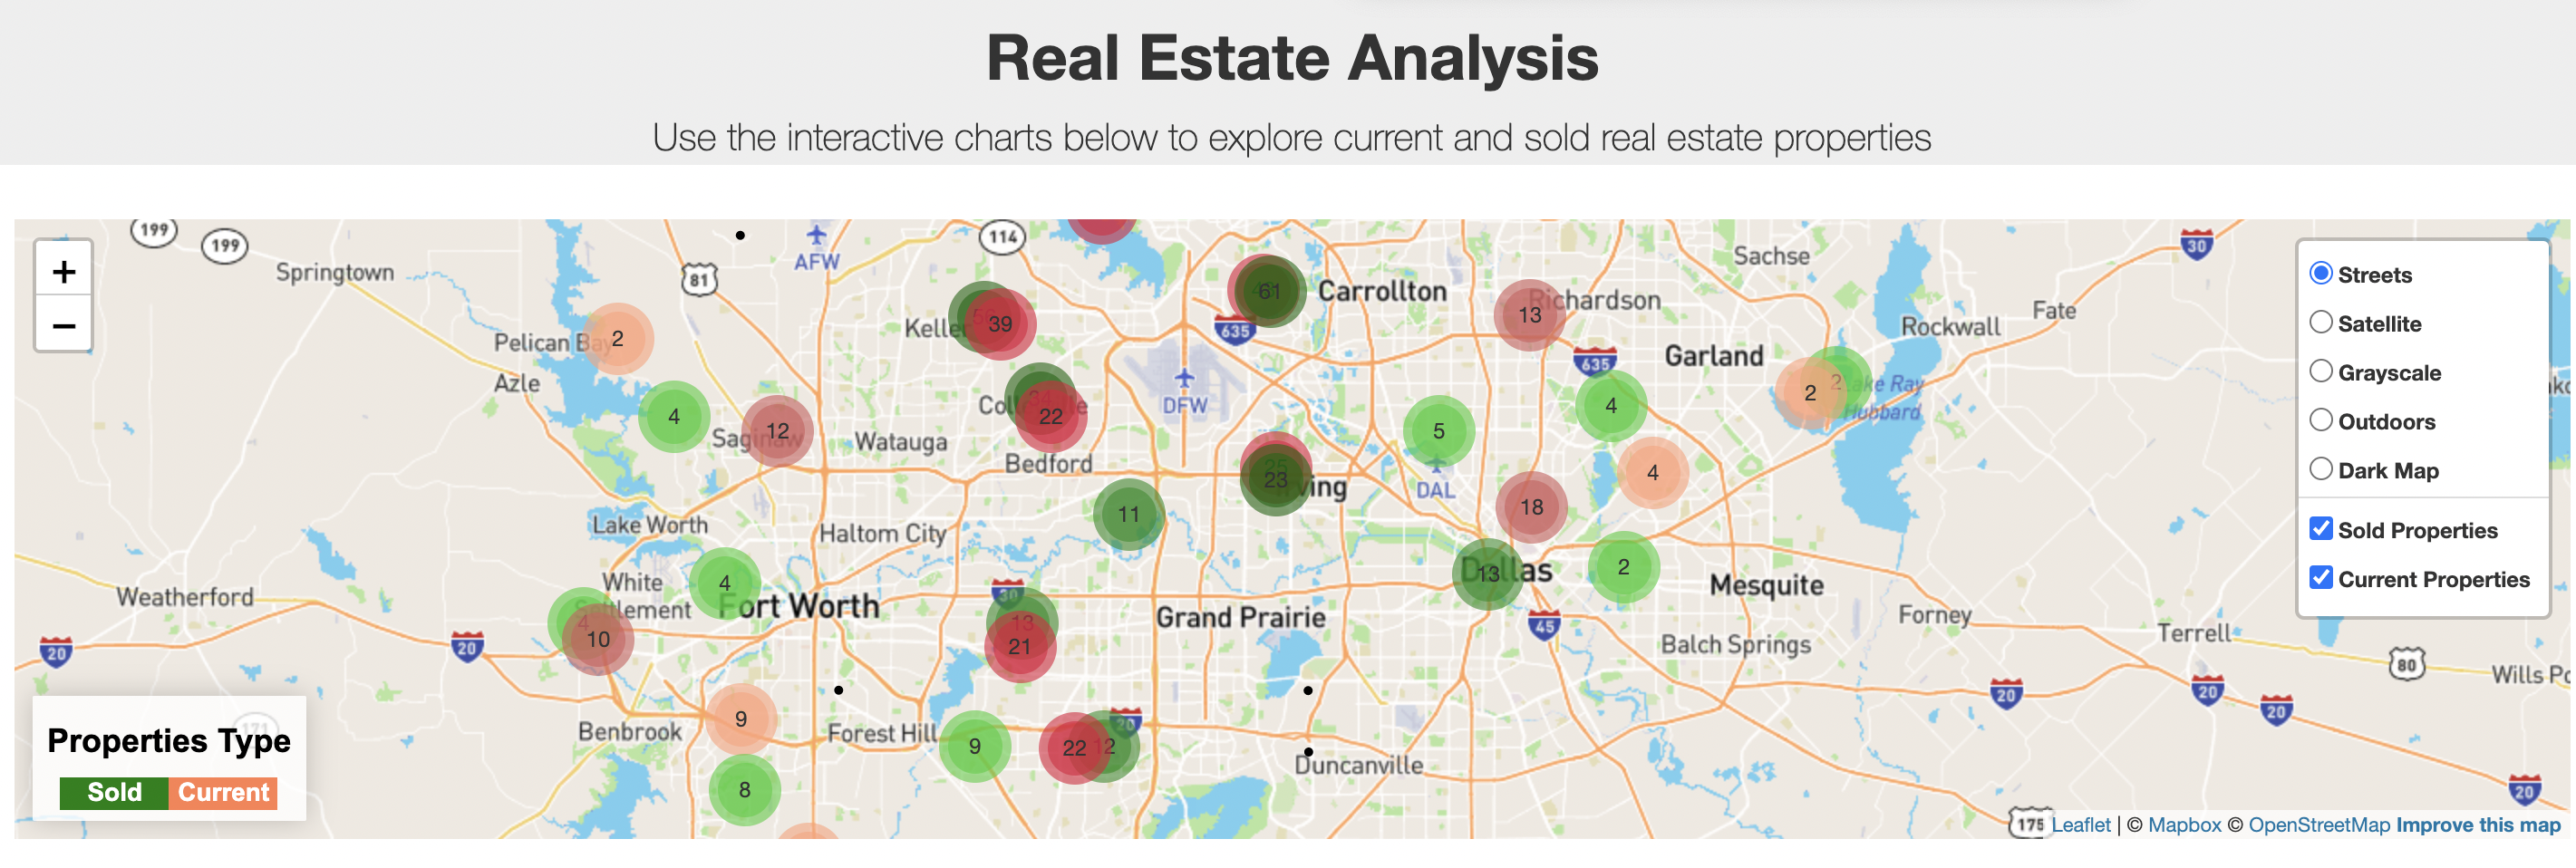 Real Estate Analysis
Use the interactive charts below to explore current and sold real estate properties
+
−
199
199
Springtown
81
AFW
114
Sachse
30
Pelican Bay
2
Azle
4
12
Saginaw
Keller
39
Watauga
22
Bedford
DFW
61
Carrollton
635
13
Richardson
635
Garland
Rockwall
Fate
2
2
Lake Ray
Hubbard
5
4
DAL
4
23
Irving
11
18
Lake Worth
Haltom City
White
Settlement
4
Fort Worth
4
10
30
13
21
Grand Prairie
13
Dallas
2
Mesquite
45
Balch Springs
Forney
Terrell
80
Weatherford
20
20
20
20
20
20
Benbrook
9
8
Forest Hill
9
22
12
20
Duncanville
175
Streets
Satellite
Grayscale
Outdoors
Dark Map
Sold Properties
Current Properties
Properties Type
Sold
Current
Leaflet | © Mapbox © OpenStreetMap Improve this map